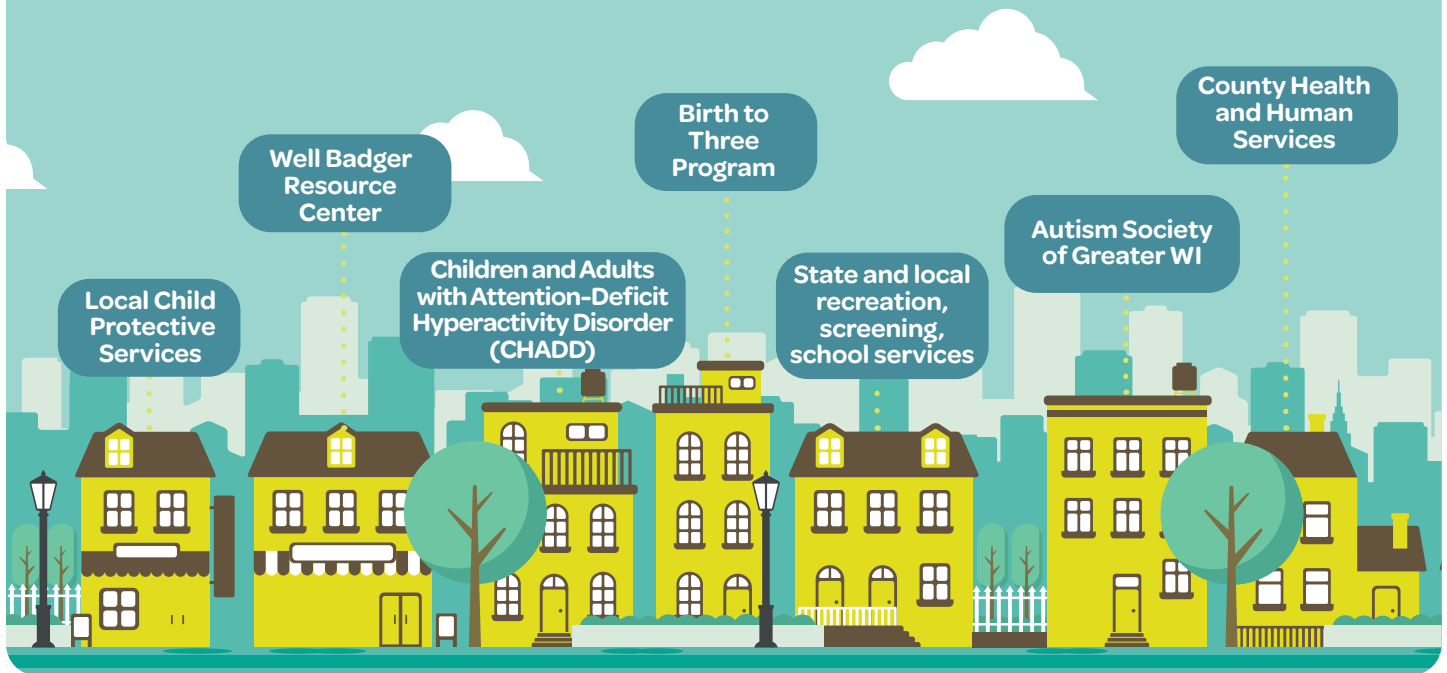 Local Child
Protective
Services
Well Badger
Resource
Center
Children and Adults
with Attention-Deficit
Hyperactivity Disorder
(CHADD)
Birth to
Three
Program
State and local
recreation,
screening,
school services
Autism Society
of Greater WI
County Health
and Human
Services